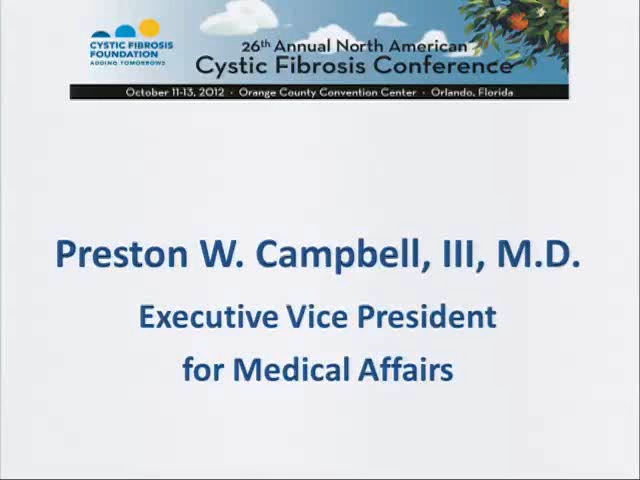 CYSTIC FIBROSIS
FOUNDATION
ADDING TOMORROWS
26th Annual North American
Cystic Fibrosis Conference
October 11-13, 2012 · Orange County Convention Center · Orlando, Florida
Preston W. Campbell, III, M.D.
Executive Vice President
for Medical Affairs